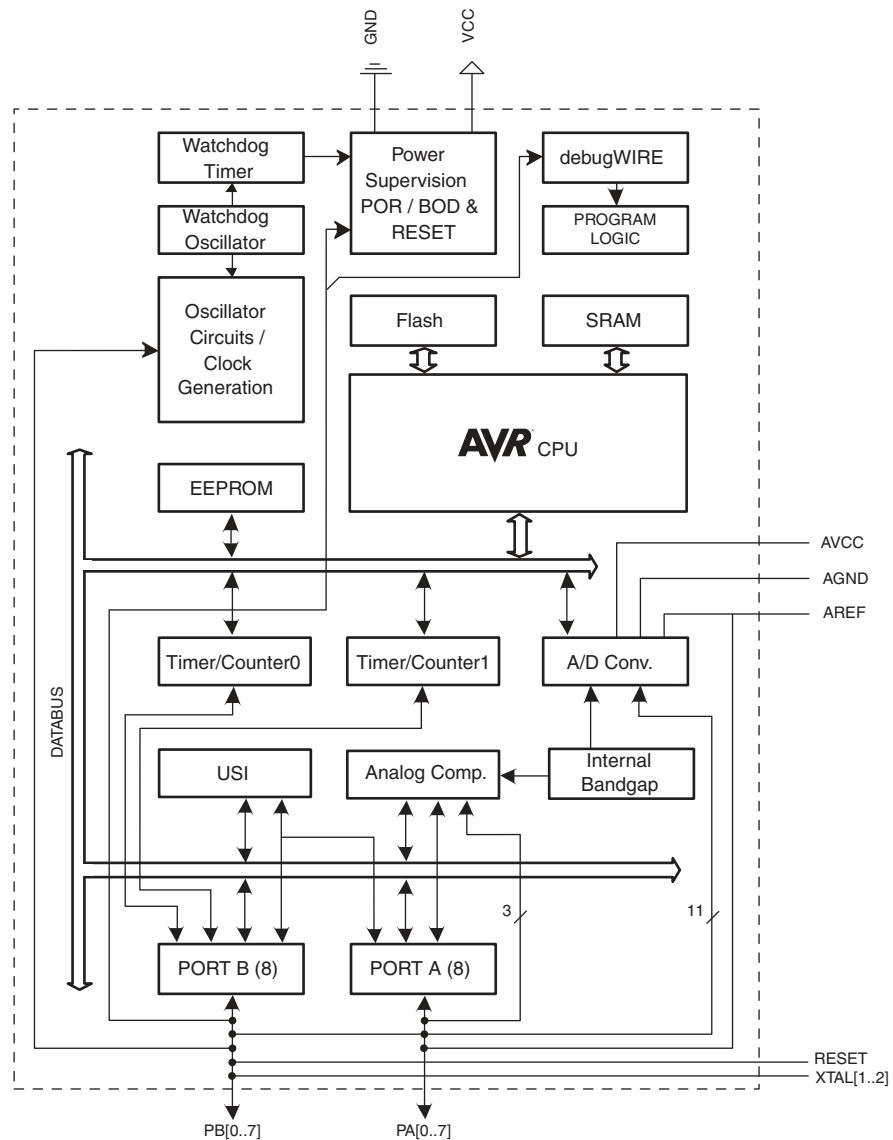 GND
VCC
Watchdog
Timer
Power
Supervision
POR / BOD &
RESET
debugWIRE
Watchdog
Oscillator
PROGRAM
LOGIC
Oscillator
Circuits /
Clock
Generation
Flash
SRAM
AVR® CPU
EEPROM
AVCC
AGND
AREF
Timer/Counter0
Timer/Counter1
A/D Conv.
DATABUS
USI
Analog Comp.
Internal
Bandgap
3
11
PORT B (8)
PORT A (8)
RESET
XTAL[1..2]
PB[0..7]
PA[0..7]